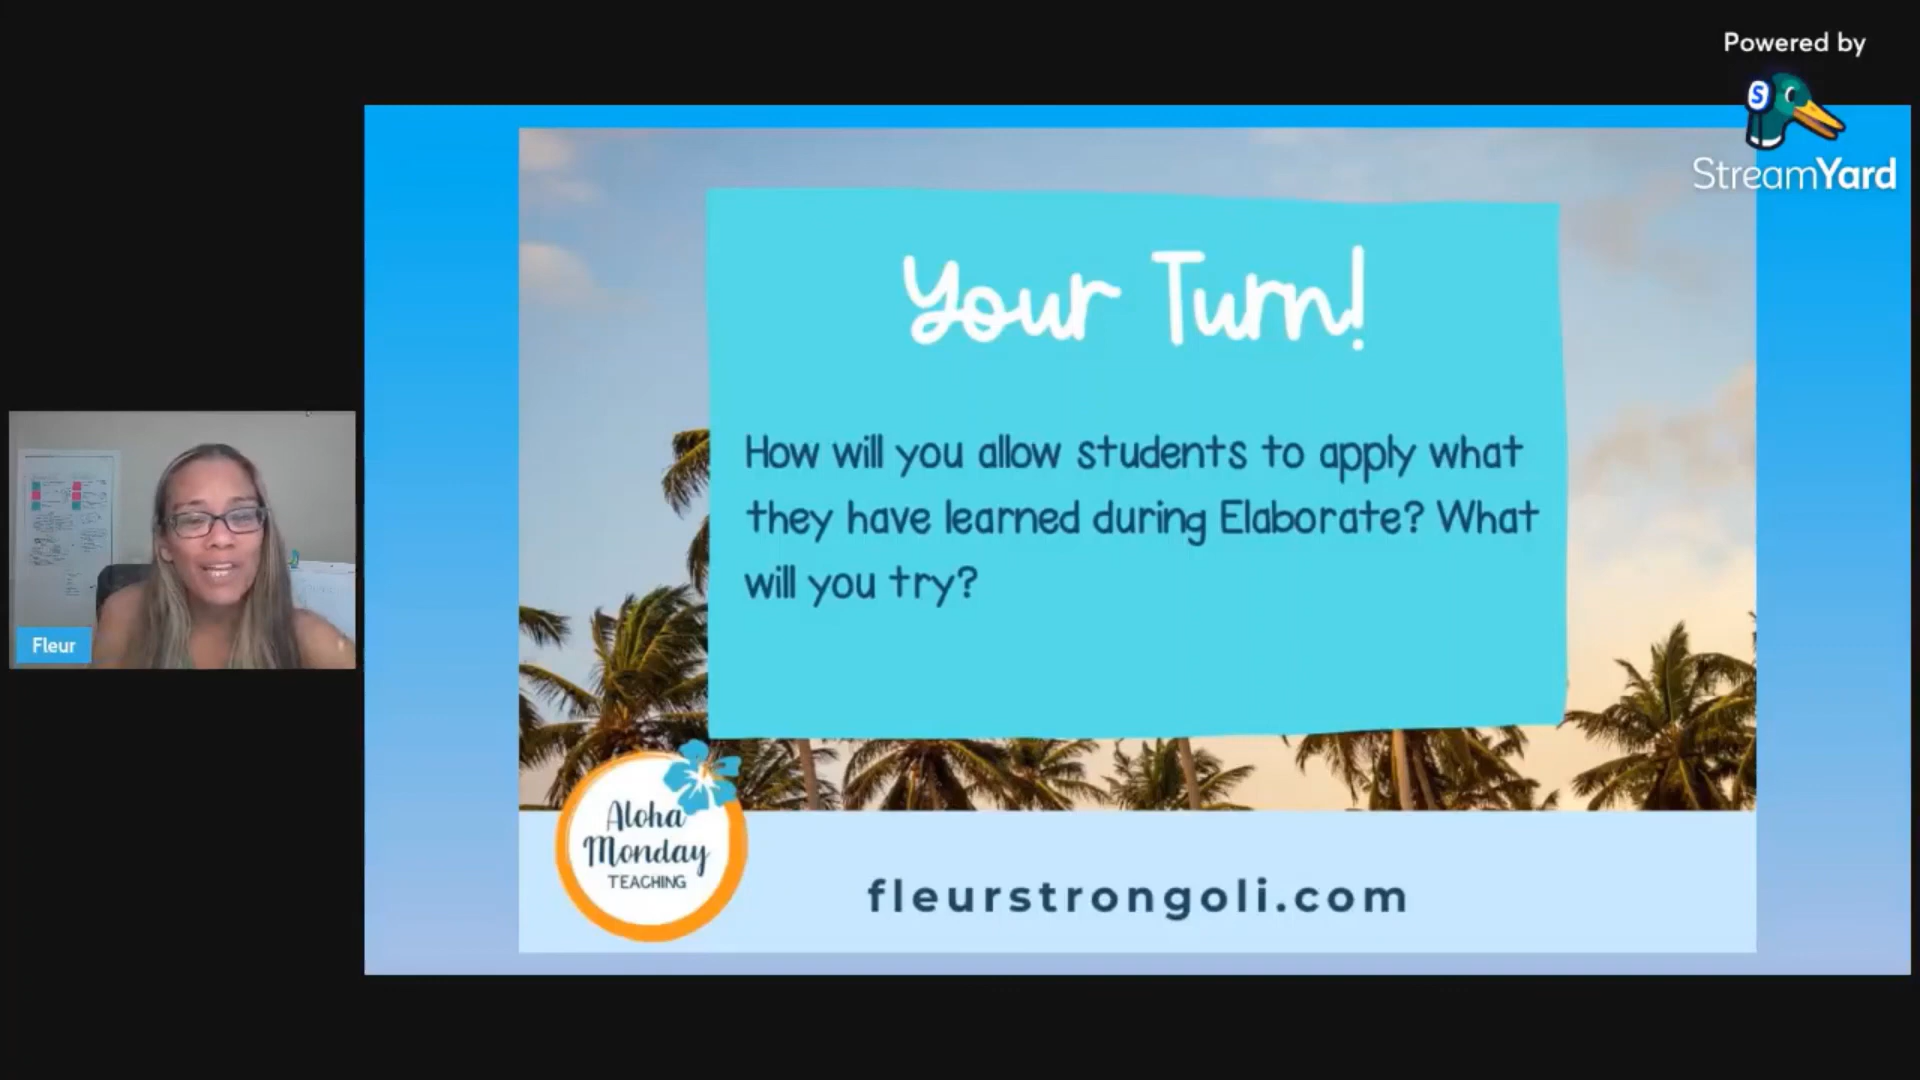 Powered by
StreamYard
Your Turn!
How will you allow students to apply what
they have learned during Elaborate? What
will you try?
Fleur
Aloha
Monday
TEACHING
fleurstrongoli.com